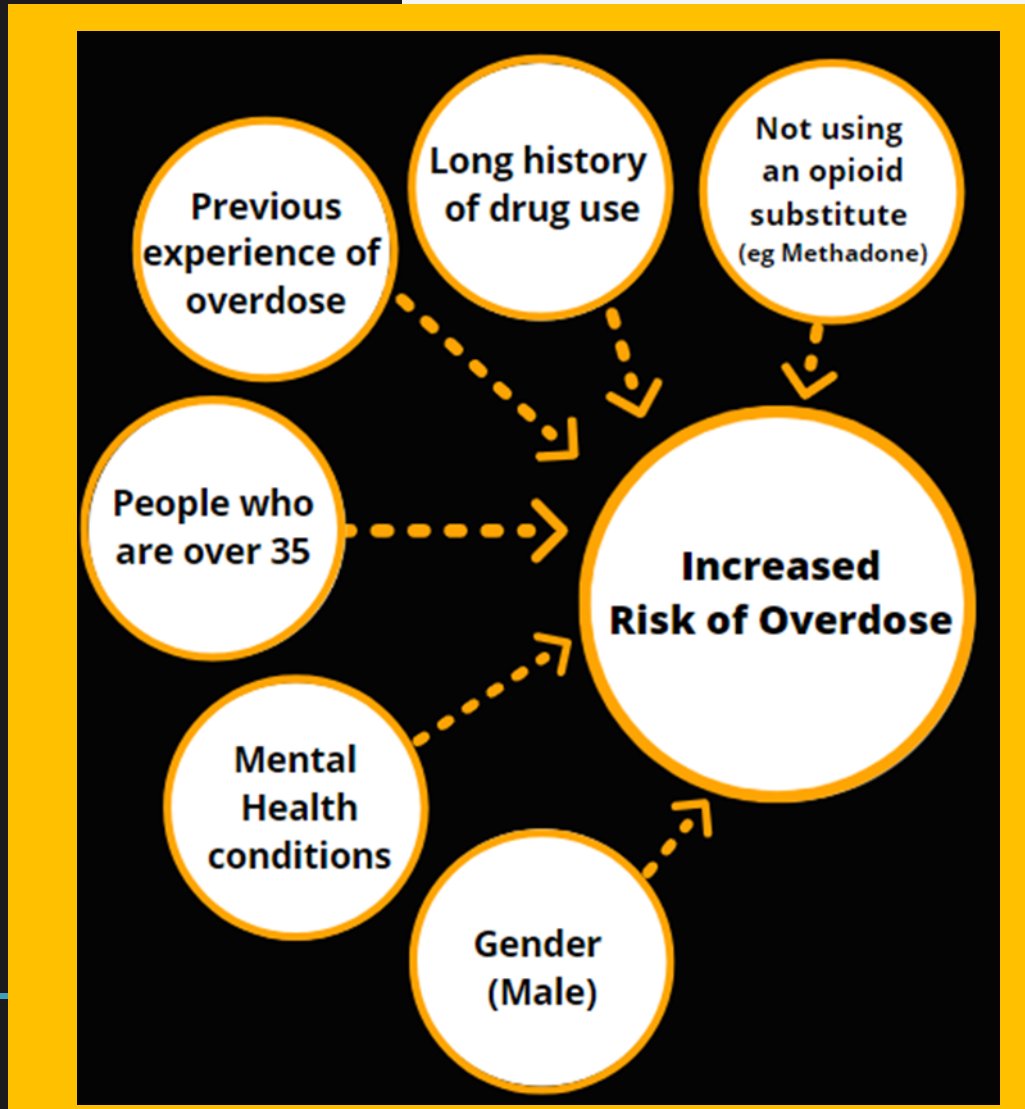 Previous
experience of
overdose
Long history
of drug use
Not using
an opioid
substitute
(eg Methadone)
People who
are over 35
Increased
Risk of Overdose
Mental
Health
conditions
Gender
(Male)